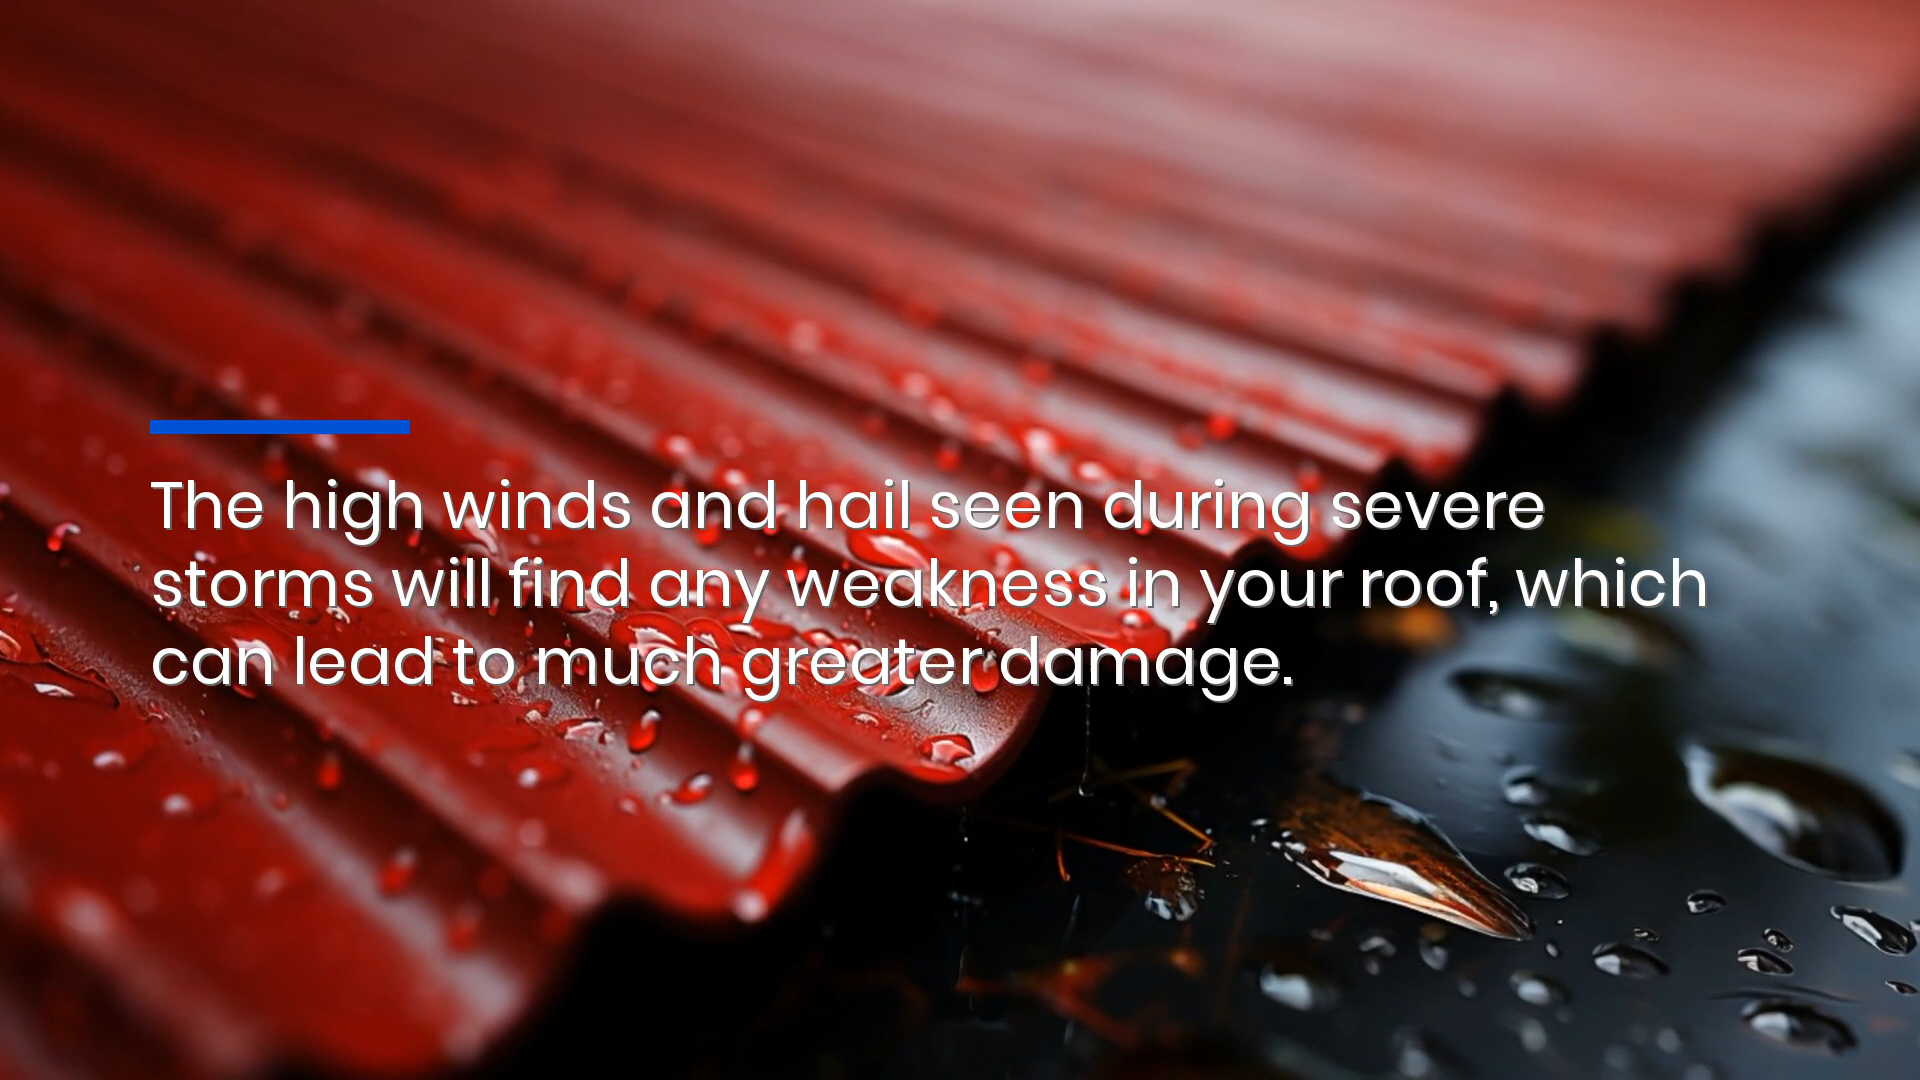 The high winds and hail seen during severe
storms will find any weakness in your roof, which
can lead to much greater damage.